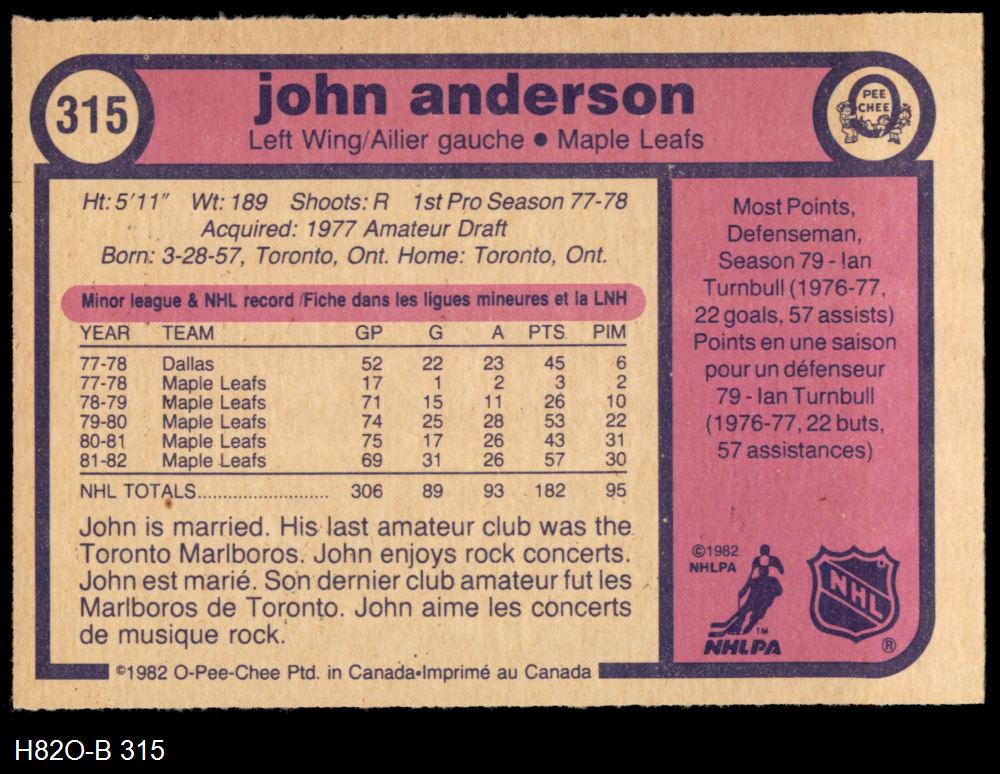 315
john anderson
Left Wing/Ailier gauche ● Maple Leafs
O
PEE
CHEE
Ht: 5'11" Wt: 189 Shoots: R 1st Pro Season 77-78
Acquired: 1977 Amateur Draft
Born: 3-28-57, Toronto, Ont. Home: Toronto, Ont.
Minor league & NHL record /Fiche dans les ligues mineures et la LNH
YEAR TEAM GP G A PTS PIM
77-78 Dallas 52 22 23 45 6
77-78 Maple Leafs 17 1 2 3 2
78-79 Maple Leafs 71 15 11 26 10
79-80 Maple Leafs 74 25 28 53 22
80-81 Maple Leafs 75 17 26 43 31
81-82 Maple Leafs 69 31 26 57 30
NHL TOTALS............................ 306 89 93 182 95
John is married. His last amateur club was the
Toronto Marlboros. John enjoys rock concerts.
John est marié. Son dernier club amateur fut les
Marlboros de Toronto. John aime les concerts
de musique rock.
©1982 O-Pee-Chee Ptd. in Canada•Imprimé au Canada
Most Points,
Defenseman,
Season 79 - Ian
Turnbull (1976-77,
22 goals, 57 assists)
Points en une saison
pour un défenseur
79 - Ian Turnbull
(1976-77, 22 buts,
57 assistances)
©1982
NHLPA
TM
NHLPA
NHL
®
H82O-B 315